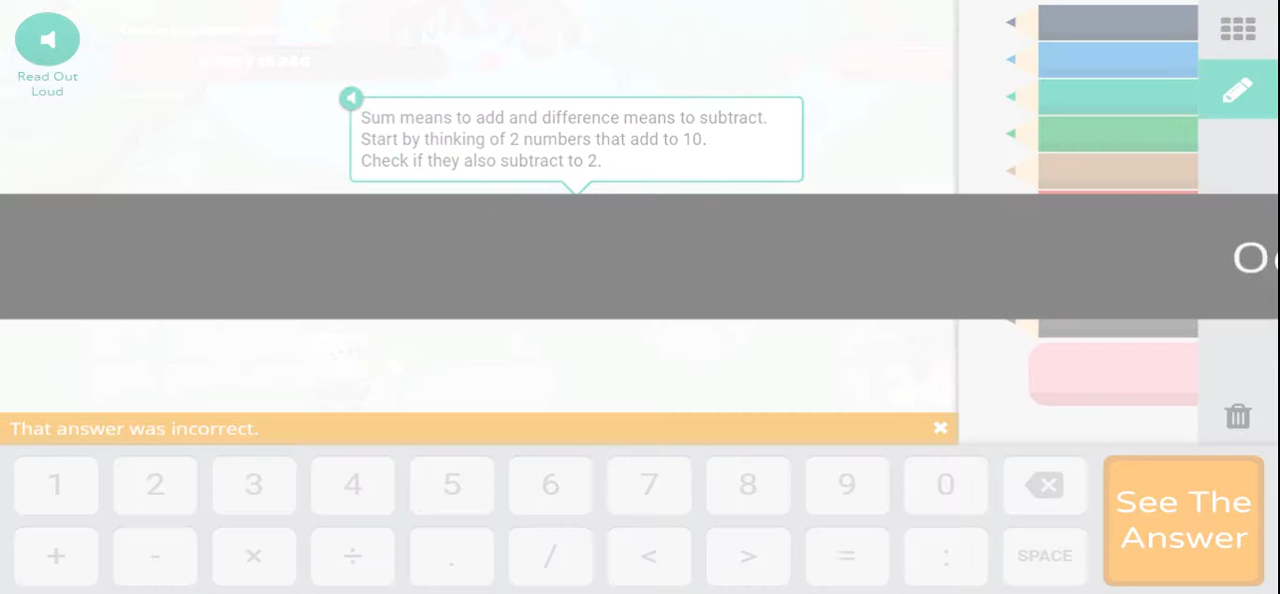 Read Out
Loud
Sum means to add and difference means to subtract.
Start by thinking of 2 numbers that add to 10.
Check if they also subtract to 2.
That answer was incorrect.
1 2 3 4 5 6 7 8 9 0
See The
Answer
+ - × ÷ . / < > = : SPACE